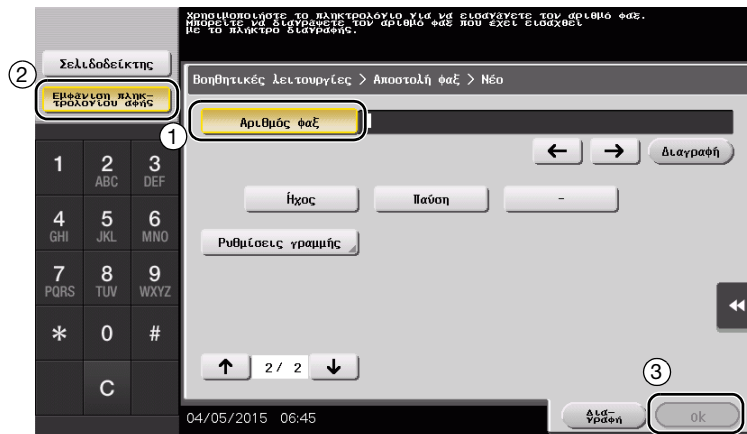 Χρησιμοποιήστε το πληκτρολόγιο για να εισαγάγετε τον αριθμό φαξ.
Μπορείτε να διαγράψετε τον αριθμό φαξ που έχει εισαχθεί
με το πλήκτρο διαγραφής.
2
Σελιδοδείκτης
Βοηθητικές λειτουργίες > Αποστολή φαξ > Νέο
Εμφάνιση πληκ-
τρολογίου αφής
1
Αριθμός φαξ
← → Διαγραφή
1 2 3
ABC DEF
Ήχος Παύση -
4 5 6
GHI JKL MNO
Ρυθμίσεις γραμμής
7 8 9
PQRS TUV WXYZ
* 0 #
↑ 2/ 2 ↓
3
C
04/05/2015 06:45
Δια-
γραφή
ok